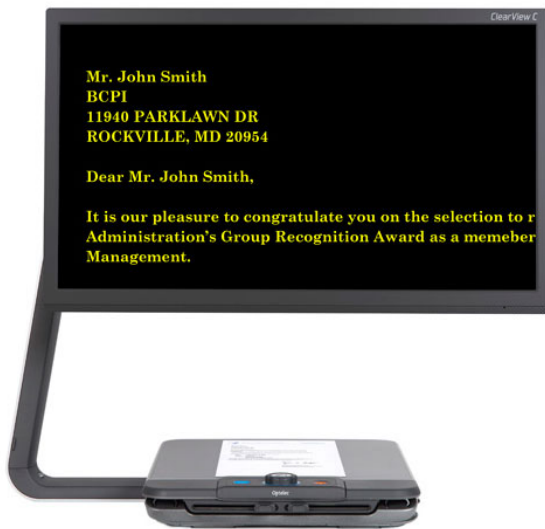 ClearView C
Mr. John Smith
BCPI
11940 PARKLAWN DR
ROCKVILLE, MD 20954
Dear Mr. John Smith,
It is our pleasure to congratulate you on the selection to r
Administration's Group Recognition Award as a memeber
Management.
Optelec